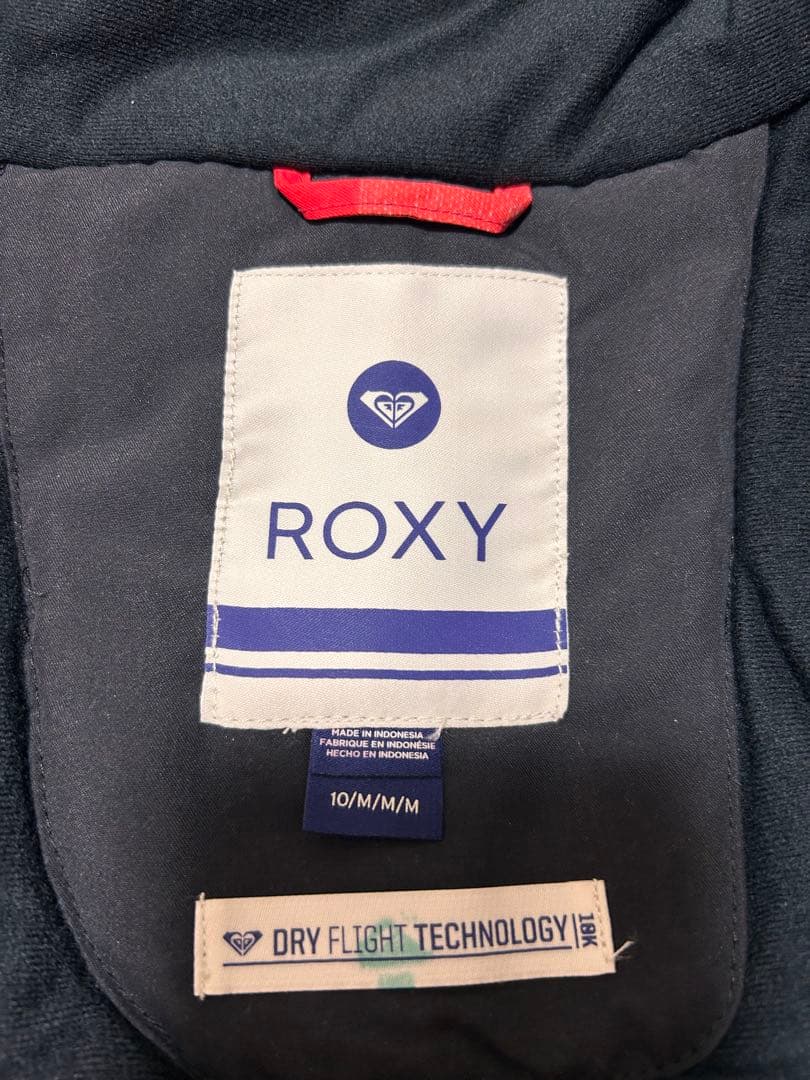 ROXY
MADE IN INDONESIA
FABRIQUE EN INDONÉSIE
HECHO EN INDONESIA
10/M/M/M
DRY FLIGHT TECHNOLOGY 10K